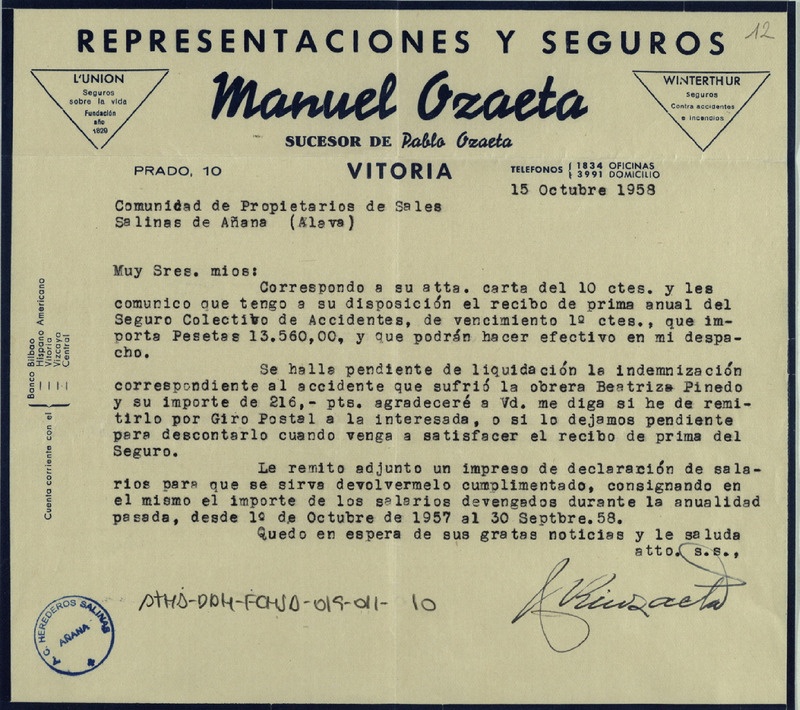 12
REPRESENTACIONES Y SEGUROS
L'UNION
Seguros
sobre la vida
Fundación
año
1829
Manuel Ozaeta
SUCESOR DE Pablo Ozaeta
WINTERTHUR
Seguros
Contra accidentes
e incendios
PRADO, 10
VITORIA
TELEFONOS { 1834 OFICINAS
3991 DOMICILIO
15 Octubre 1958
Comunidad de Propietarios de Sales
Salinas de Añana (Alava)
Muy Sres. mios:
Correspondo a su atta. carta del 10 ctes. y les
comunico que tengo a su disposición el recibo de prima anual del
Seguro Colectivo de Accidentes, de vencimiento 1º ctes., que im-
porta Pesetas 13.560,00, y que podrán hacer efectivo en mi despa-
cho.
Se halla pendiente de liquidación la indemnización
correspondiente al accidente que sufrió la obrera Beatriza Pinedo
y su importe de 216,- pts. agradeceré a Vd. me diga si he de remi-
tirlo por Giro Postal a la interesada, o si lo dejamos pendiente
para descontarlo cuando venga a satisfacer el recibo de prima del
Seguro.
Le remito adjunto un impreso de declaración de sala-
rios para que se sirva devolvermelo cumplimentado, consignando en
el mismo el importe de los salarios devengados durante la anualidad
pasada, desde 1º de Octubre de 1957 al 30 Septbre.58.
Quedo en espera de sus gratas noticias y le saluda
atto. s.s.,
Cuenta corriente con el {
Banco Bilbao
— Hispano Americano
— Vitoria
— Vizcaya
— Central
ATHA-DAH-FCHSA-019-011- 10
T. C. HEREDEROS SALINAS
AÑANA